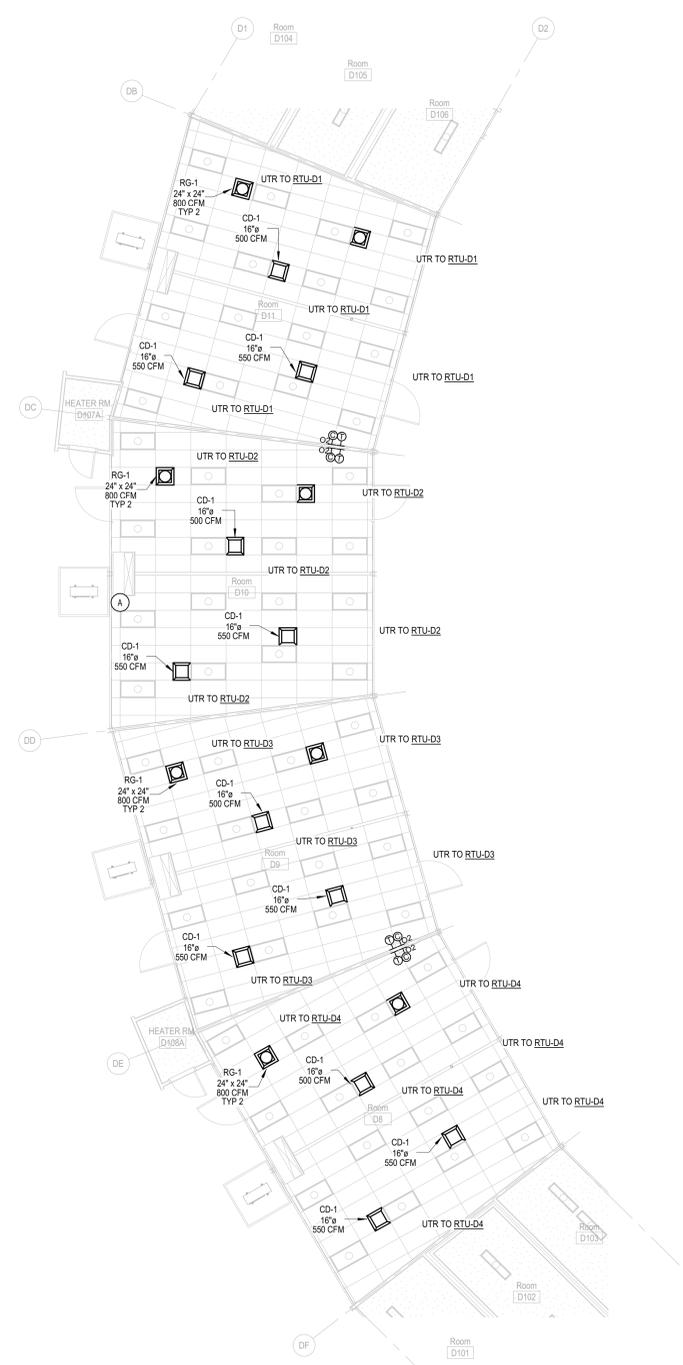 D1
D2
Room
D104
Room
D105
DB
Room
D106
UTR TO RTU-D1
RG-1
24" x 24"
800 CFM
TYP 2
CD-1
16"ø
500 CFM
UTR TO RTU-D1
UTR TO RTU-D1
Room
D11
CD-1
16"ø
550 CFM
CD-1
16"ø
550 CFM
UTR TO RTU-D1
UTR TO RTU-D1
HEATER RM
D107A
DC
C T
O2
O2
C T
UTR TO RTU-D2
RG-1
24" x 24"
800 CFM
TYP 2
UTR TO RTU-D2
CD-1
16"ø
500 CFM
UTR TO RTU-D2
Room
D10
A
CD-1
16"ø
550 CFM
UTR TO RTU-D2
CD-1
16"ø
550 CFM
UTR TO RTU-D2
DD
UTR TO RTU-D3
UTR TO RTU-D3
RG-1
24" x 24"
800 CFM
TYP 2
CD-1
16"ø
500 CFM
UTR TO RTU-D3
Room
D9
UTR TO RTU-D3
CD-1
16"ø
550 CFM
CD-1
16"ø
550 CFM
T C O2
T C O2
UTR TO RTU-D3
UTR TO RTU-D4
UTR TO RTU-D4
HEATER RM
D108A
DE
UTR TO RTU-D4
RG-1
24" x 24"
800 CFM
TYP 2
CD-1
16"ø
500 CFM
UTR TO RTU-D4
UTR TO RTU-D4
Room
D8
CD-1
16"ø
550 CFM
CD-1
16"ø
550 CFM
UTR TO RTU-D4
Room
D103
Room
D102
DF
Room
D101